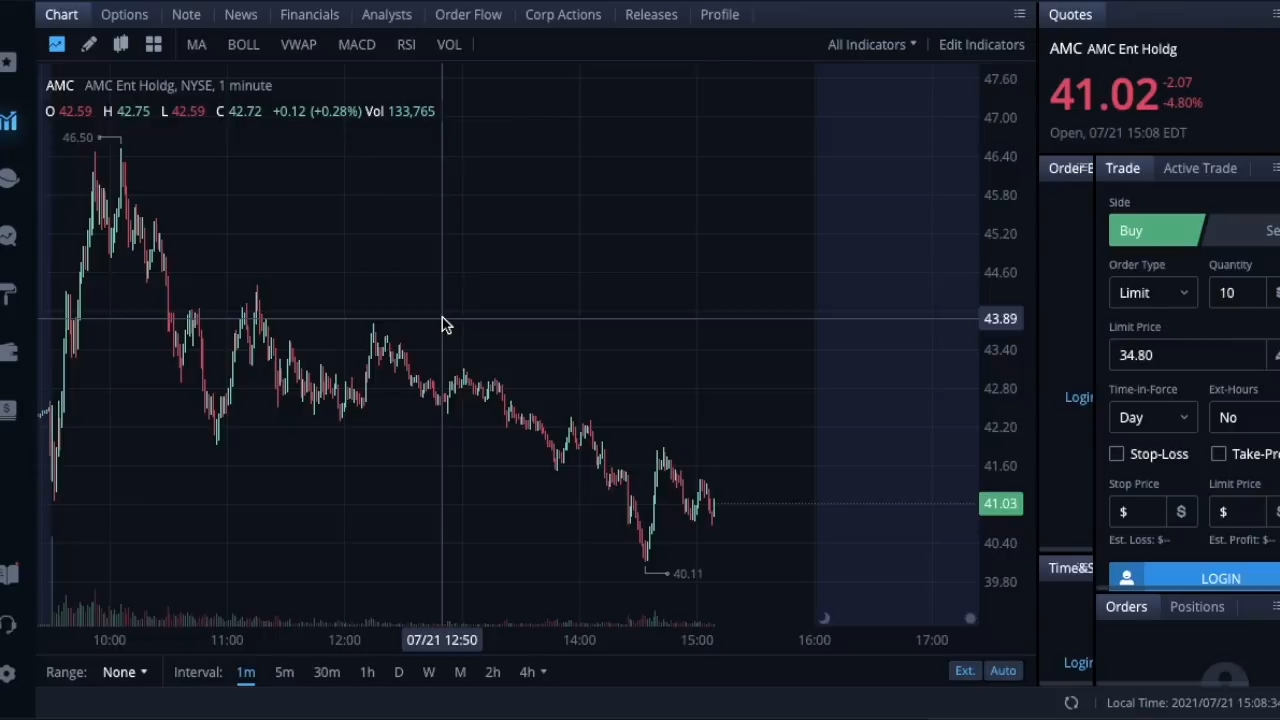 Chart Options Note News Financials Analysts Order Flow Corp Actions Releases Profile
MA BOLL VWAP MACD RSI VOL All Indicators Edit Indicators
AMC AMC Ent Holdg, NYSE, 1 minute
O 42.59 H 42.75 L 42.59 C 42.72 +0.12 (+0.28%) Vol 133,765
46.50
40.11
47.60
47.00
46.40
45.80
45.20
44.60
43.89
43.40
42.80
42.20
41.60
41.03
40.40
39.80
10:00 11:00 12:00 07/21 12:50 14:00 15:00 16:00 17:00
Range: None Interval: 1m 5m 30m 1h D W M 2h 4h Ext. Auto
Quotes
AMC AMC Ent Holdg
41.02 -2.07
-4.80%
Open, 07/21 15:08 EDT
Trade Active Trade
Side
Buy Se
Order Type Quantity
Limit 10 $
Limit Price
34.80
Time-in-Force Ext-Hours
Day No
Stop-Loss Take-Pr
Stop Price Limit Price
$ $ $
Est. Loss: $-- Est. Profit: $--
LOGIN
Order
Login
Time&S
Login
Orders Positions
Local Time: 2021/07/21 15:08:3